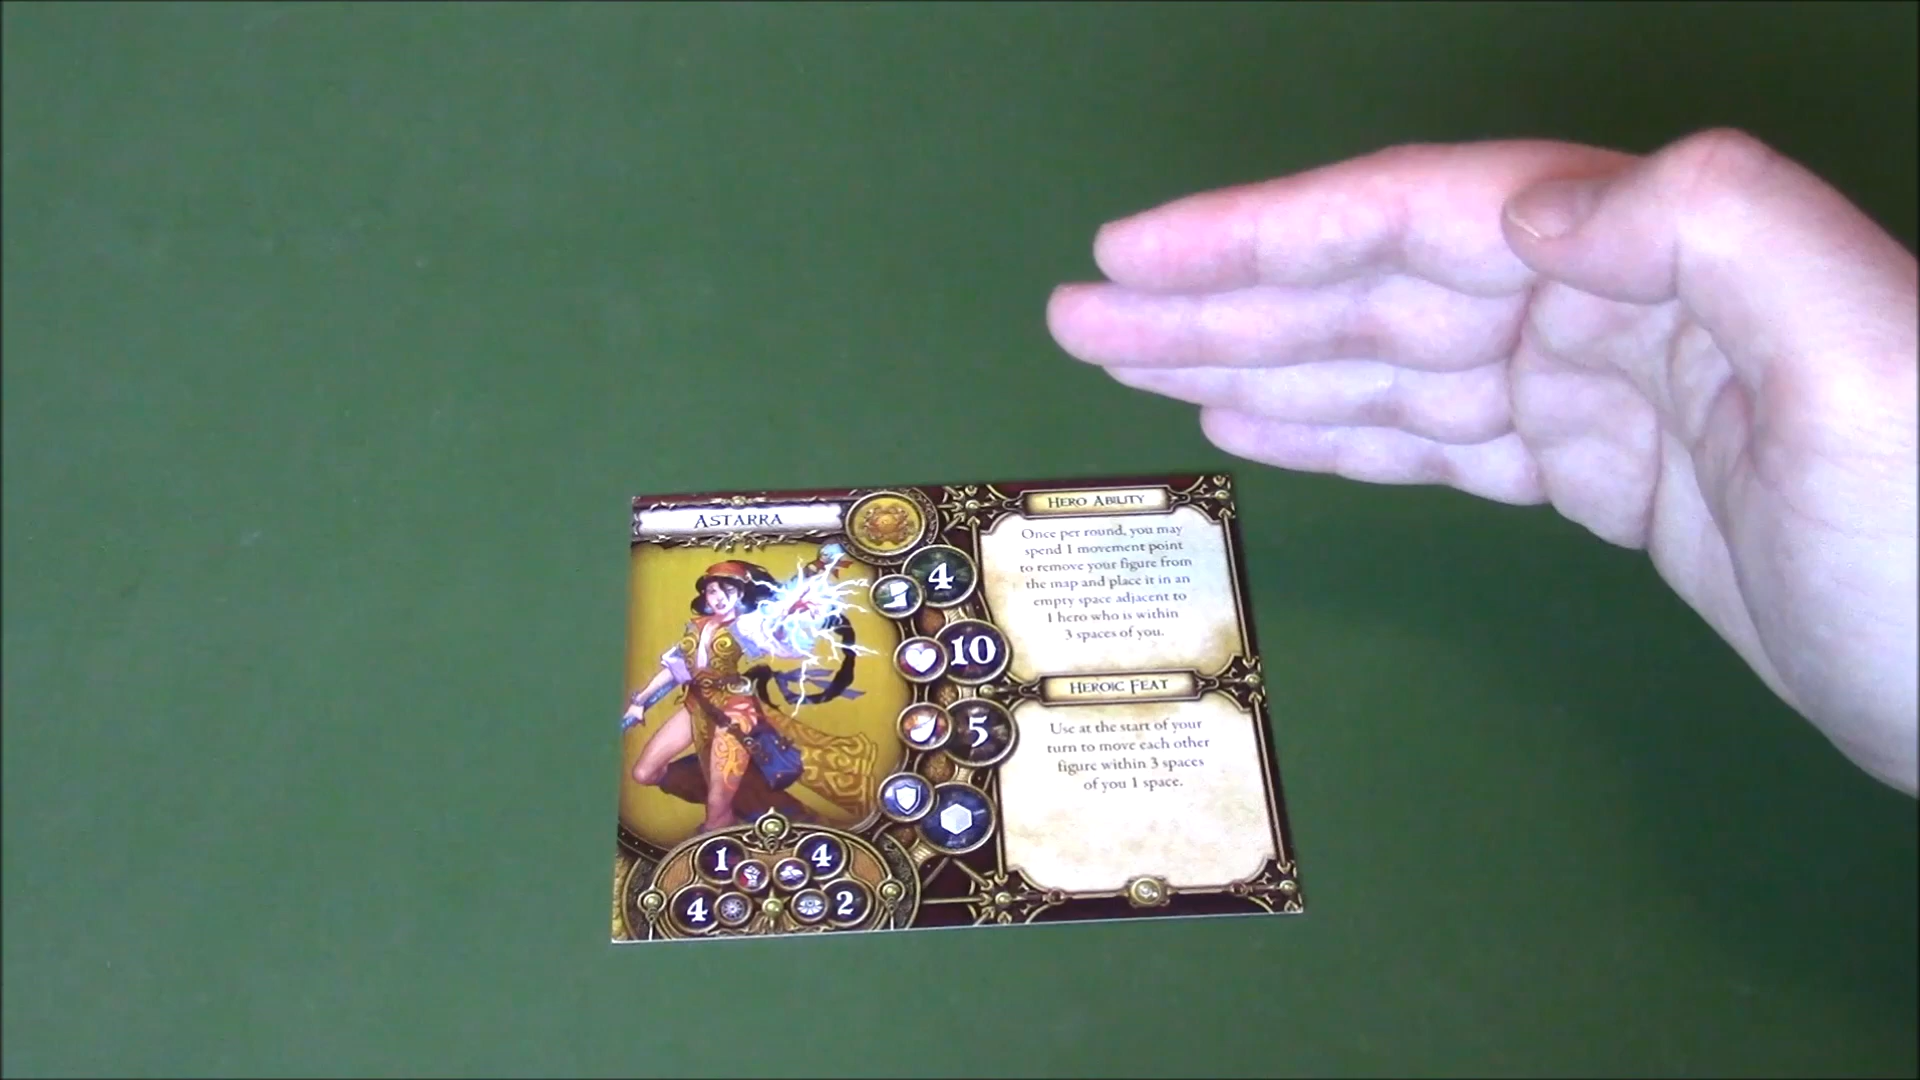 ASTARRA
4
10
5
1
4
4
2
HERO ABILITY
Once per round, you may
spend 1 movement point
to remove your figure from
the map and place it in an
empty space adjacent to
1 hero who is within
3 spaces of you.
HEROIC FEAT
Use at the start of your
turn to move each other
figure within 3 spaces
of you 1 space.